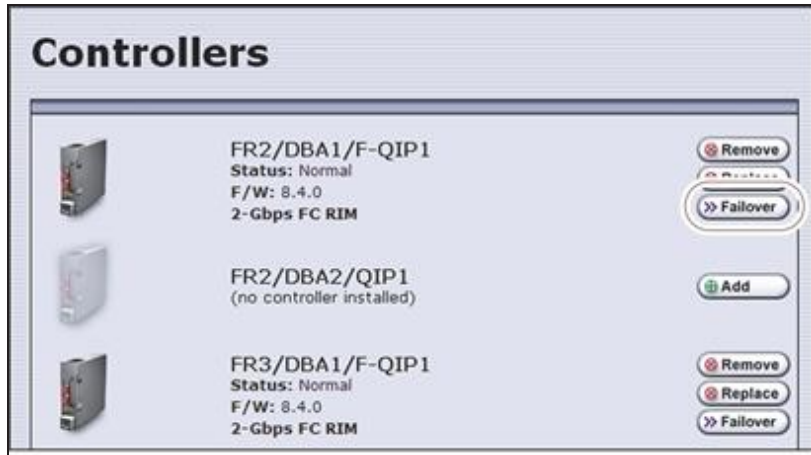 Controllers
FR2/DBA1/F-QIP1
Status: Normal
F/W: 8.4.0
2-Gbps FC RIM
Remove
Failover
FR2/DBA2/QIP1
(no controller installed)
Add
FR3/DBA1/F-QIP1
Status: Normal
F/W: 8.4.0
2-Gbps FC RIM
Remove
Replace
Failover